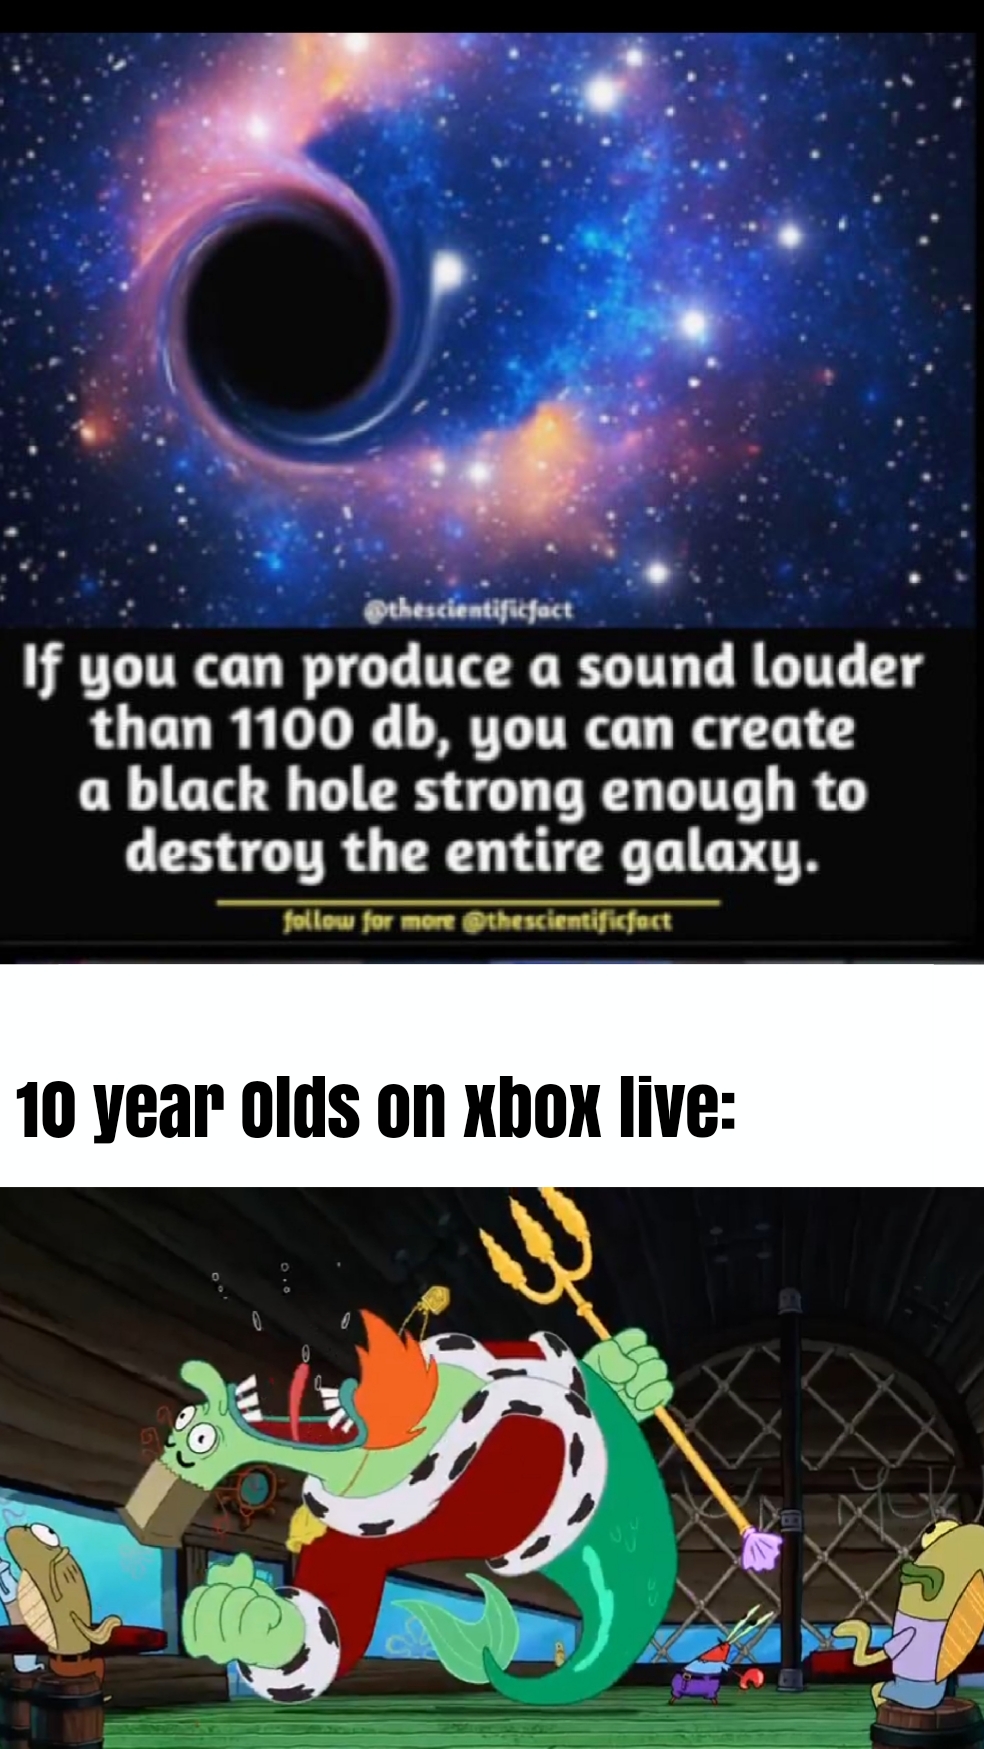 @thescientificfact
If you can produce a sound louder
than 1100 db, you can create
a black hole strong enough to
destroy the entire galaxy.
follow for more @thescientificfact
10 year Olds on xbox live: